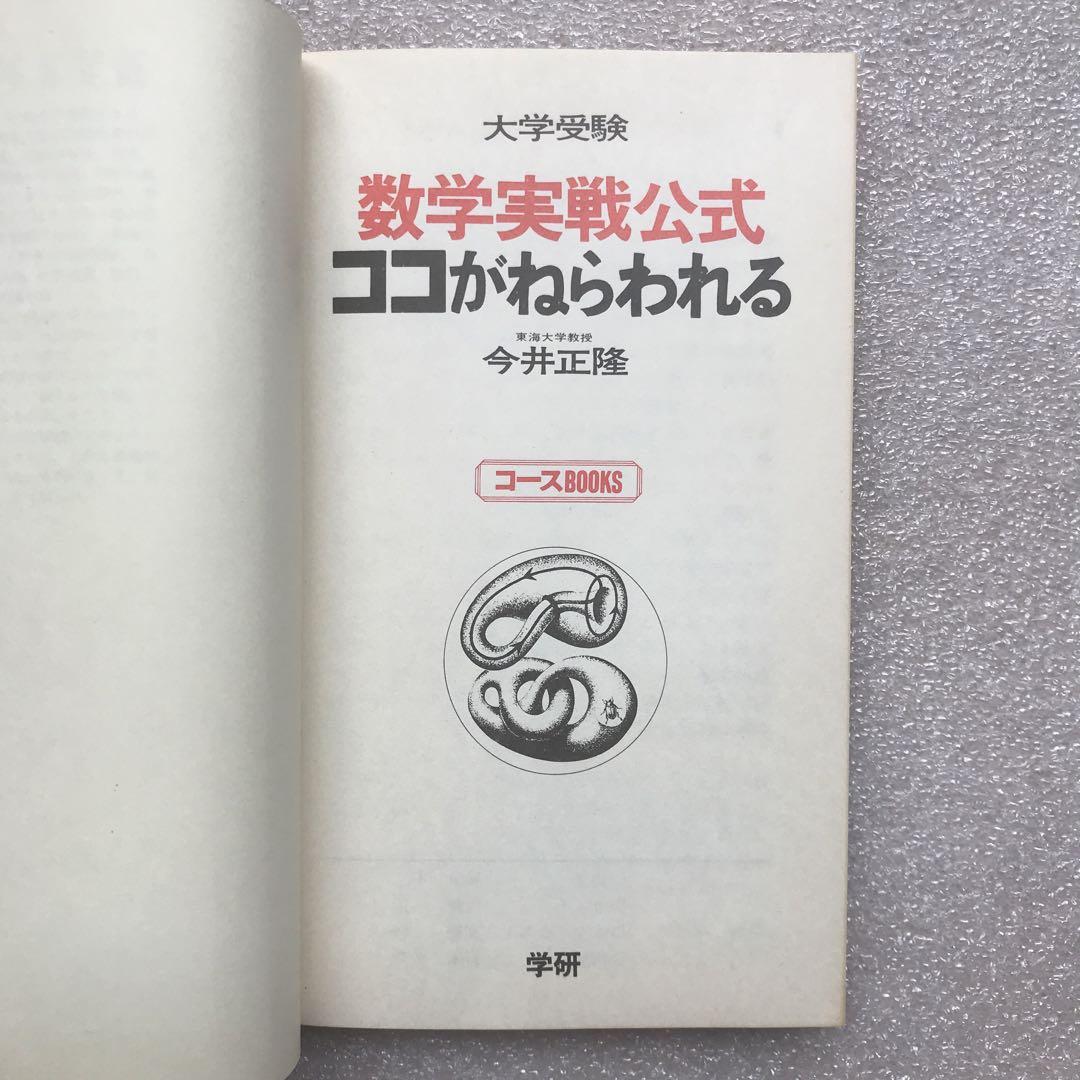 大学受験
数学実戦公式
ココがねらわれる
東海大学教授
今井正隆
コースBOOKS
学研